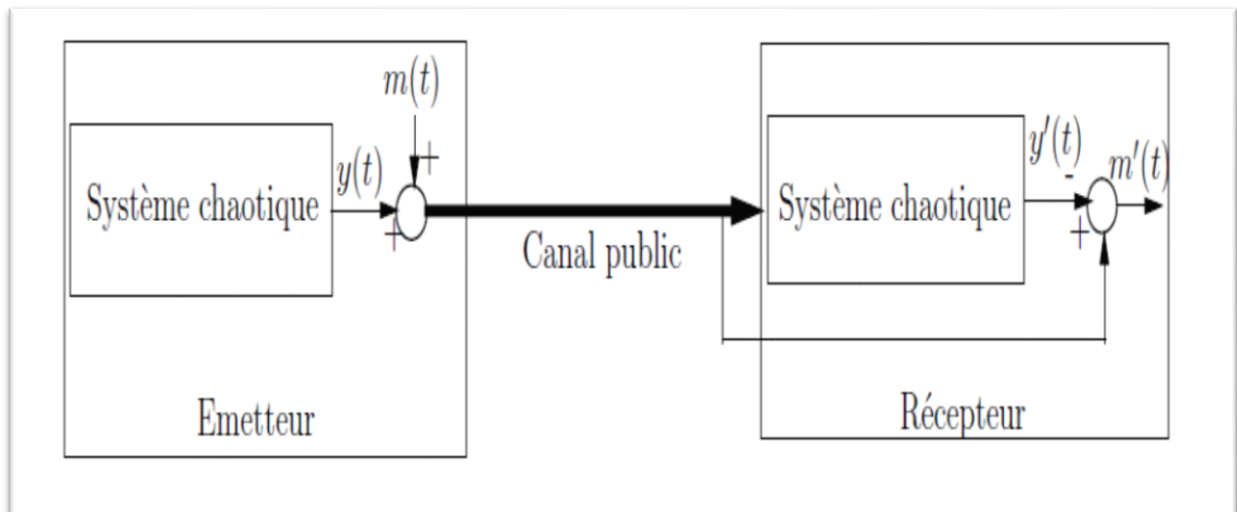 m(t)
+
Système chaotique
y(t)
+
Canal public
Emetteur
Système chaotique
y'(t)
-
m'(t)
+
Récepteur